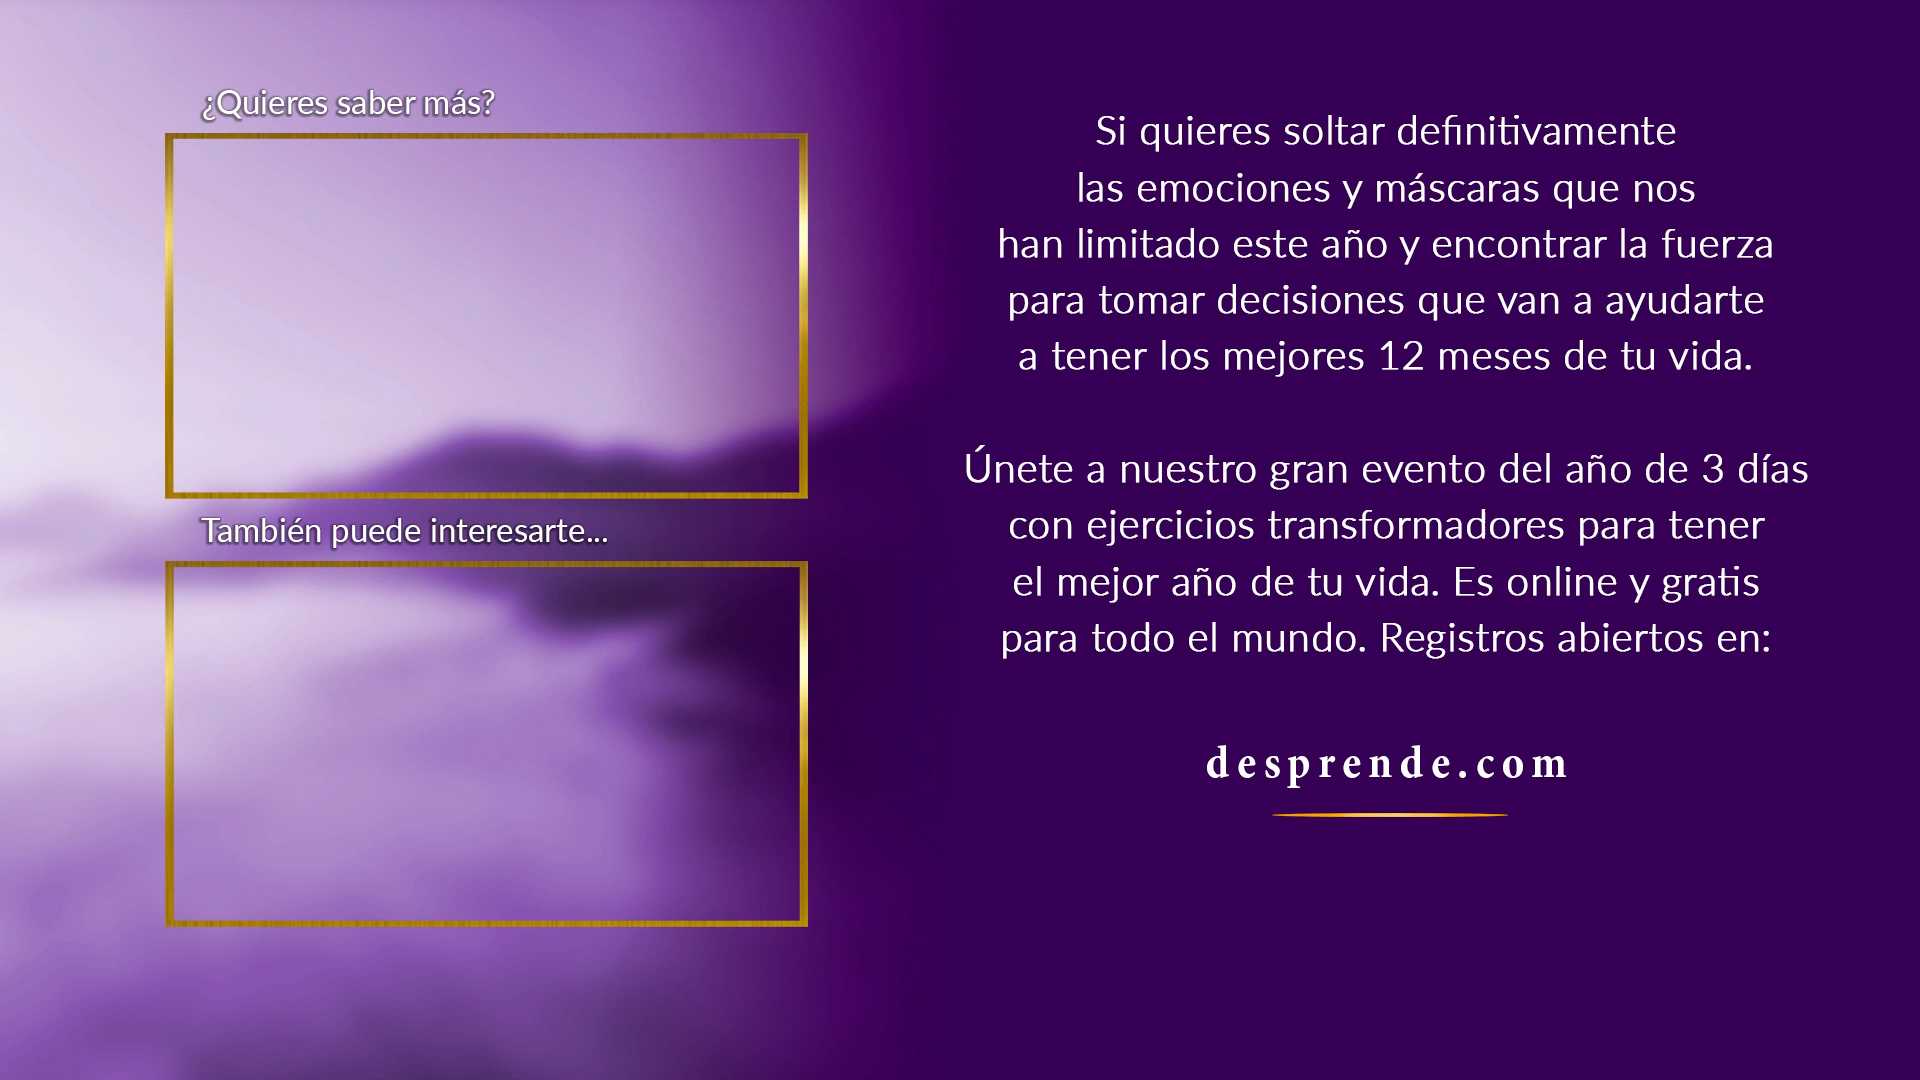 ¿Quieres saber más?
También puede interesarte...
Si quieres soltar definitivamente
las emociones y máscaras que nos
han limitado este año y encontrar la fuerza
para tomar decisiones que van a ayudarte
a tener los mejores 12 meses de tu vida.
Únete a nuestro gran evento del año de 3 días
con ejercicios transformadores para tener
el mejor año de tu vida. Es online y gratis
para todo el mundo. Registros abiertos en:
desprende.com